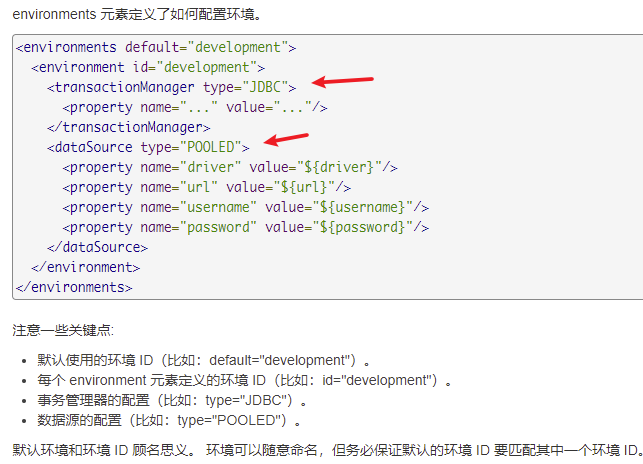 environments 元素定义了如何配置环境。
<environments default="development">
<environment id="development">
<transactionManager type="JDBC">
<property name="..." value="..."/>
</transactionManager>
<dataSource type="POOLED">
<property name="driver" value="${driver}"/>
<property name="url" value="${url}"/>
<property name="username" value="${username}"/>
<property name="password" value="${password}"/>
</dataSource>
</environment>
</environments>
注意一些关键点:
• 默认使用的环境 ID（比如：default="development"）。
• 每个 environment 元素定义的环境 ID（比如：id="development"）。
• 事务管理器的配置（比如：type="JDBC"）。
• 数据源的配置（比如：type="POOLED"）。
默认环境和环境 ID 顾名思义。 环境可以随意命名，但务必保证默认的环境 ID 要匹配其中一个环境 ID。